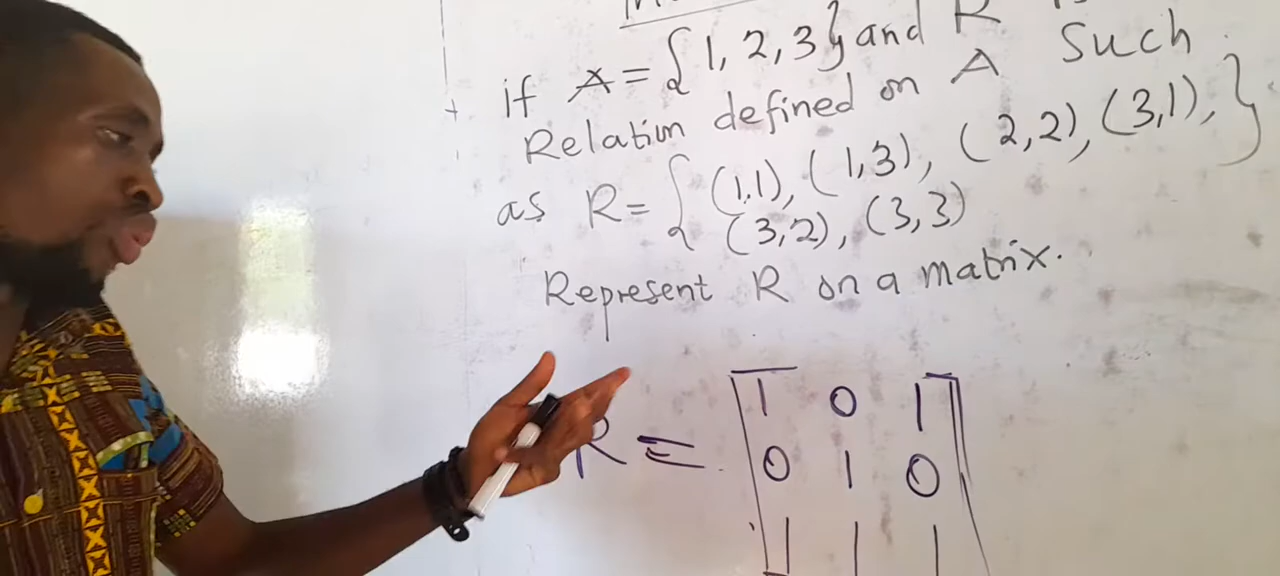 if A = {1, 2, 3} and R
Relation defined on A Such
as R = { (1,1), (1,3), (2,2), (3,1), }
(3,2), (3,3)
Represent R on a matrix.
R = [ 1 0 1
0 1 0
1 1 1